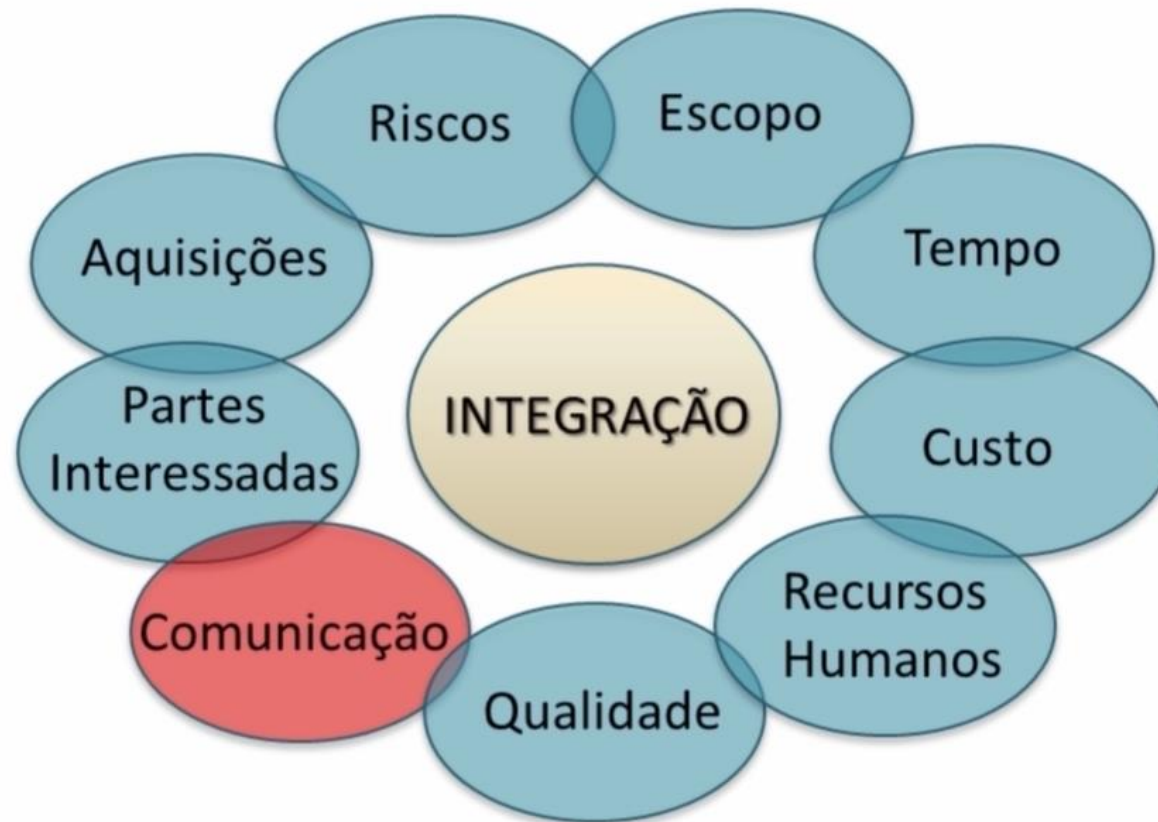 Riscos
Escopo
Aquisições
Tempo
Partes
Interessadas
INTEGRAÇÃO
Custo
Comunicação
Recursos
Humanos
Qualidade